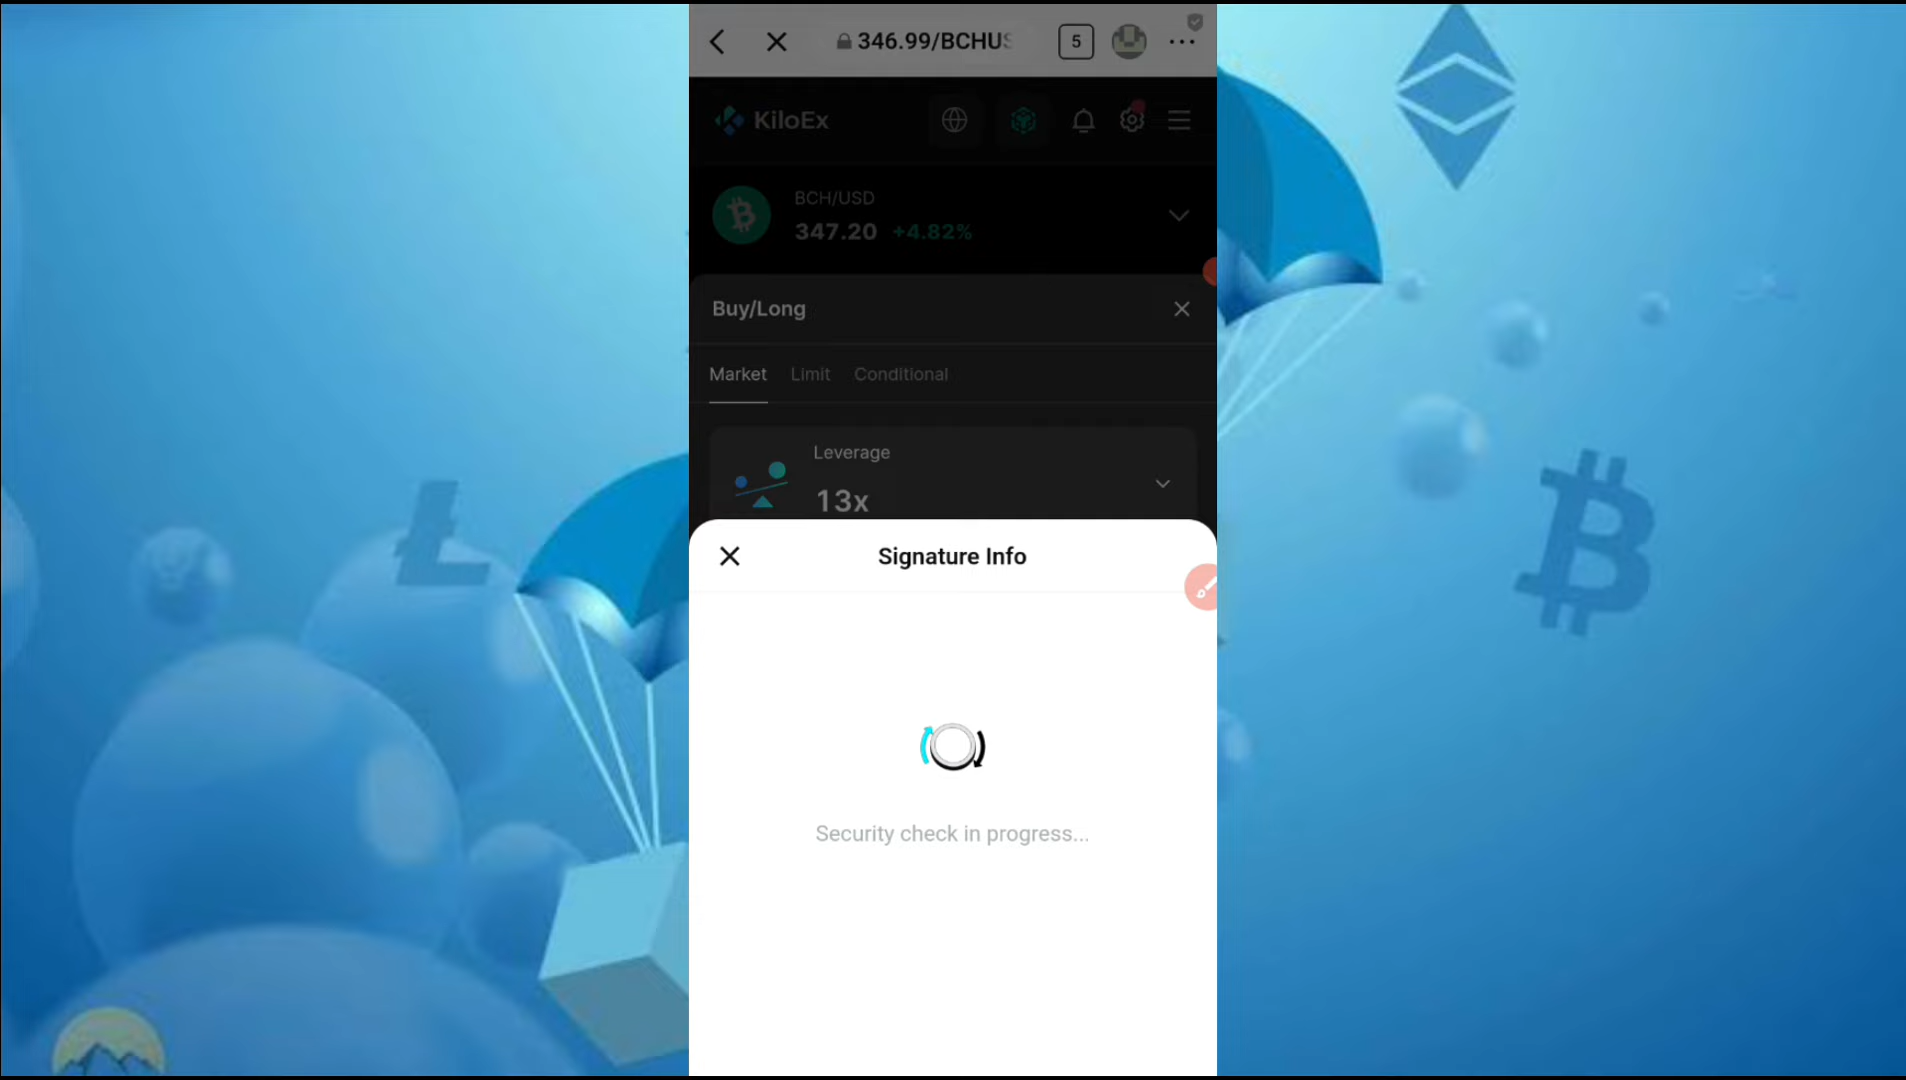 346.99/BCHUS
5
KiloEx
BCH/USD
347.20 +4.82%
Buy/Long
Market Limit Conditional
Leverage
13x
Signature Info
Security check in progress...